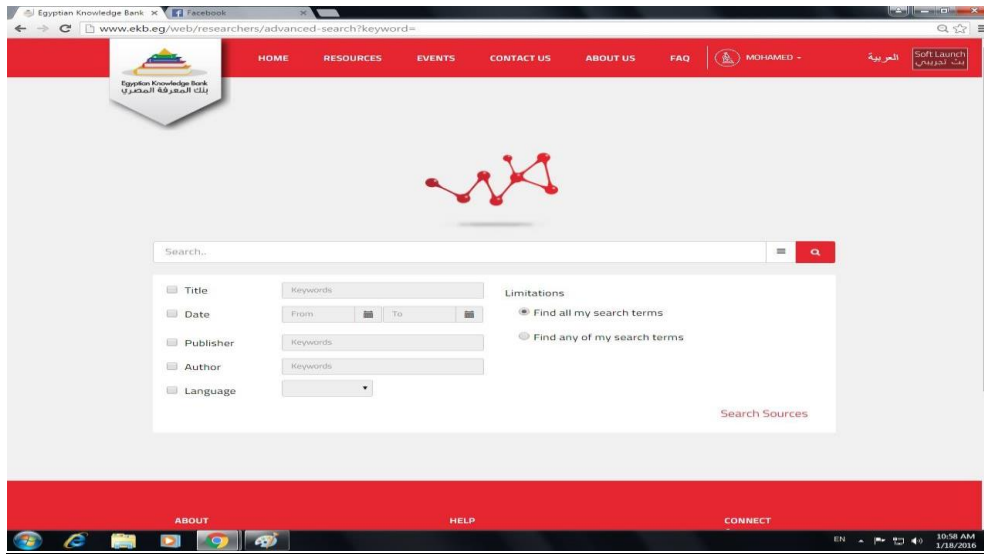 Egyptian Knowledge Bank
Facebook
www.ekb.eg/web/researchers/advanced-search?keyword=
HOME RESOURCES EVENTS CONTACT US ABOUT US FAQ MOHAMED العربية Soft Launch
بث تجريبي
Egyptian Knowledge Bank
بنك المعرفة المصري
Search..
Title Keywords Limitations
Date From To Find all my search terms
Publisher Keywords Find any of my search terms
Author Keywords
Language
Search Sources
ABOUT HELP CONNECT
EN 10:58 AM
1/18/2016